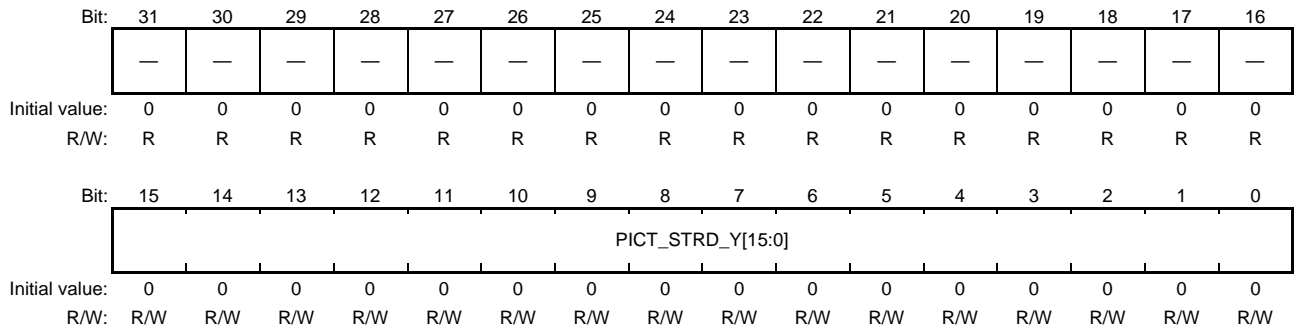 Bit: 31 30 29 28 27 26 25 24 23 22 21 20 19 18 17 16
— — — — — — — — — — — — — — — —
Initial value: 0 0 0 0 0 0 0 0 0 0 0 0 0 0 0 0
R/W: R R R R R R R R R R R R R R R R
Bit: 15 14 13 12 11 10 9 8 7 6 5 4 3 2 1 0
PICT_STRD_Y[15:0]
Initial value: 0 0 0 0 0 0 0 0 0 0 0 0 0 0 0 0
R/W: R/W R/W R/W R/W R/W R/W R/W R/W R/W R/W R/W R/W R/W R/W R/W R/W